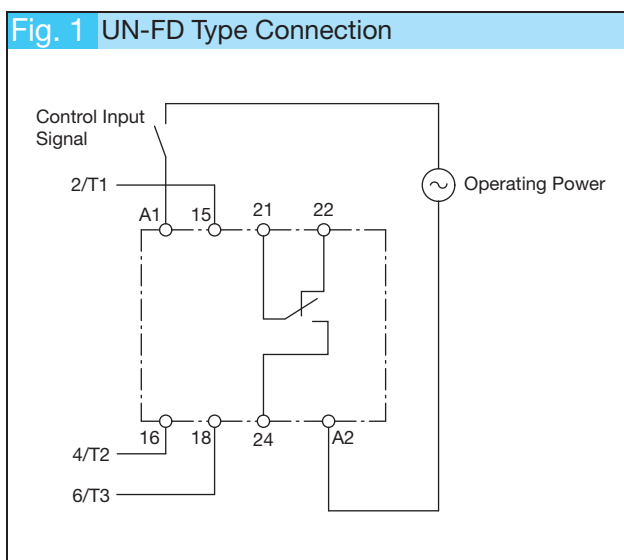 Fig. 1 UN-FD Type Connection
Control Input
Signal
2/T1
Operating Power
A1 15 21 22
16 18 24 A2
4/T2
6/T3